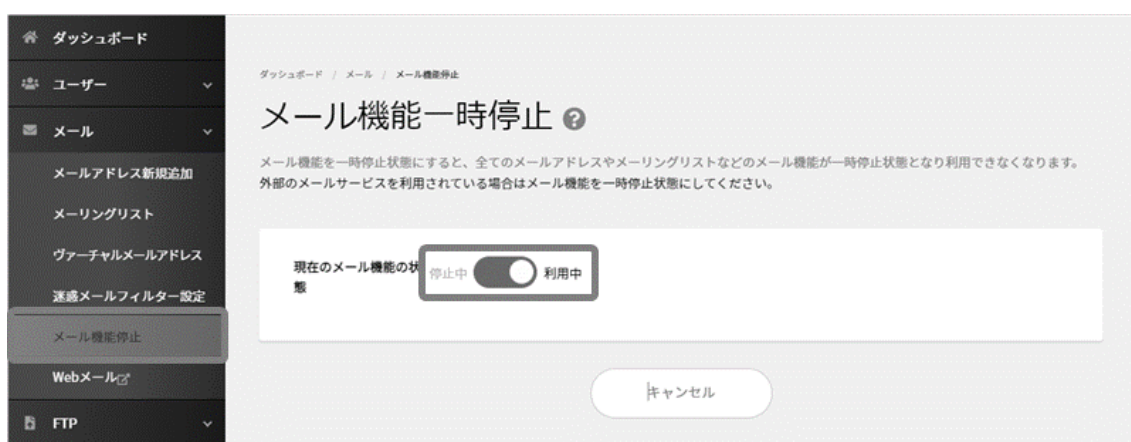 ダッシュボード
ユーザー
メール
メールアドレス新規追加
メーリングリスト
ヴァーチャルメールアドレス
迷惑メールフィルター設定
メール機能停止
Webメール
FTP
ダッシュボード / メール / メール機能停止
メール機能一時停止 ?
メール機能を一時停止状態にすると、全てのメールアドレスやメーリングリストなどのメール機能が一時停止状態となり利用できなくなります。
外部のメールサービスを利用されている場合はメール機能を一時停止状態にしてください。
現在のメール機能の状
態
停止中 利用中
キャンセル